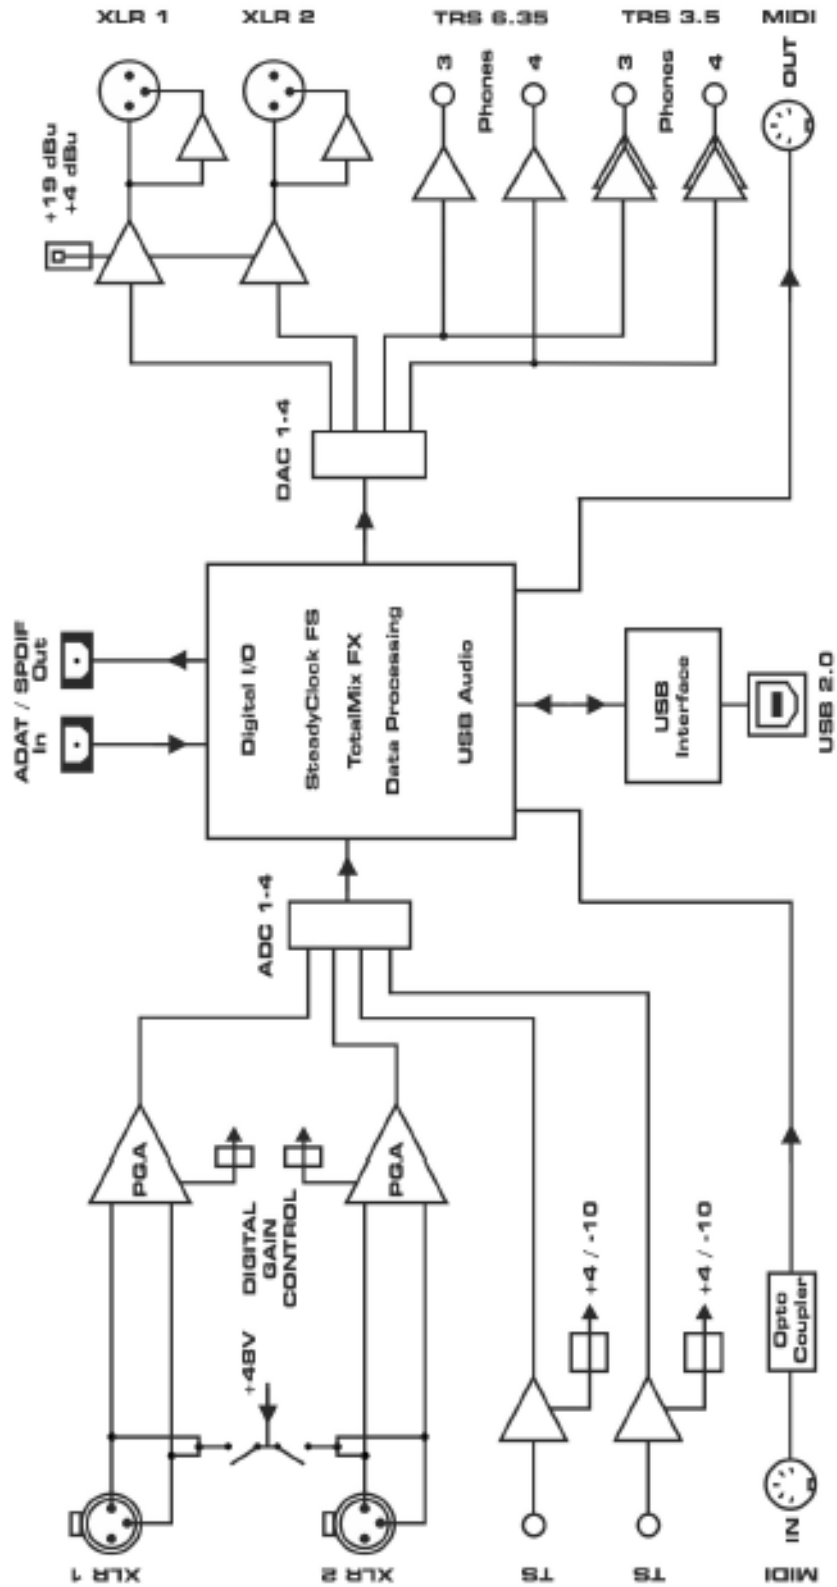 XLR 1
XLR 2
TRS 6.35
TRS 3.5
MIDI
3
Phones
4
3
Phones
4
OUT
+19 dBu
+4 dBu
DAC 1-4
ADAT / SPDIF
In
Out
Digital I/O
SteadyClock FS
TotalMix FX
Data Processing
USB Audio
USB
Interface
USB 2.0
ADC 1-4
PGA
PGA
DIGITAL
GAIN
CONTROL
+48V
+4 / -10
+4 / -10
Opto
Coupler
IN
XLR 1
XLR 2
TS
TS
MIDI